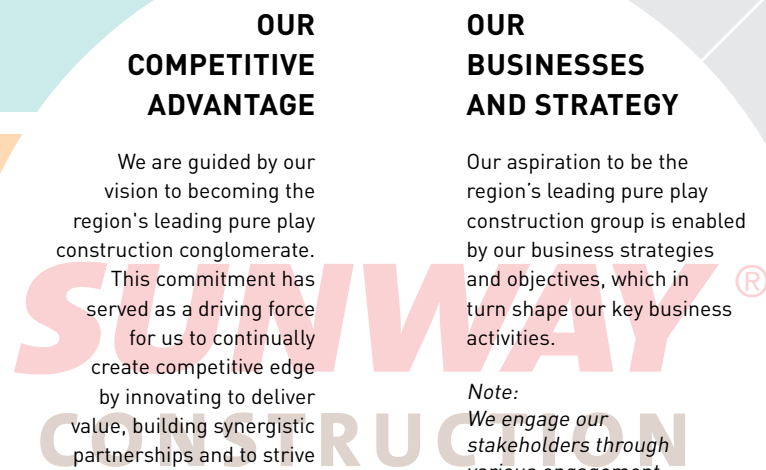 OUR
COMPETITIVE
ADVANTAGE
We are guided by our
vision to becoming the
region's leading pure play
construction conglomerate.
This commitment has
served as a driving force
for us to continually
create competitive edge
by innovating to deliver
value, building synergistic
partnerships and to strive
OUR
BUSINESSES
AND STRATEGY
Our aspiration to be the
region’s leading pure play
construction group is enabled
by our business strategies
and objectives, which in
turn shape our key business
activities.
Note:
We engage our
stakeholders through
various engagement
SUNWAY®
CONSTRUCTION